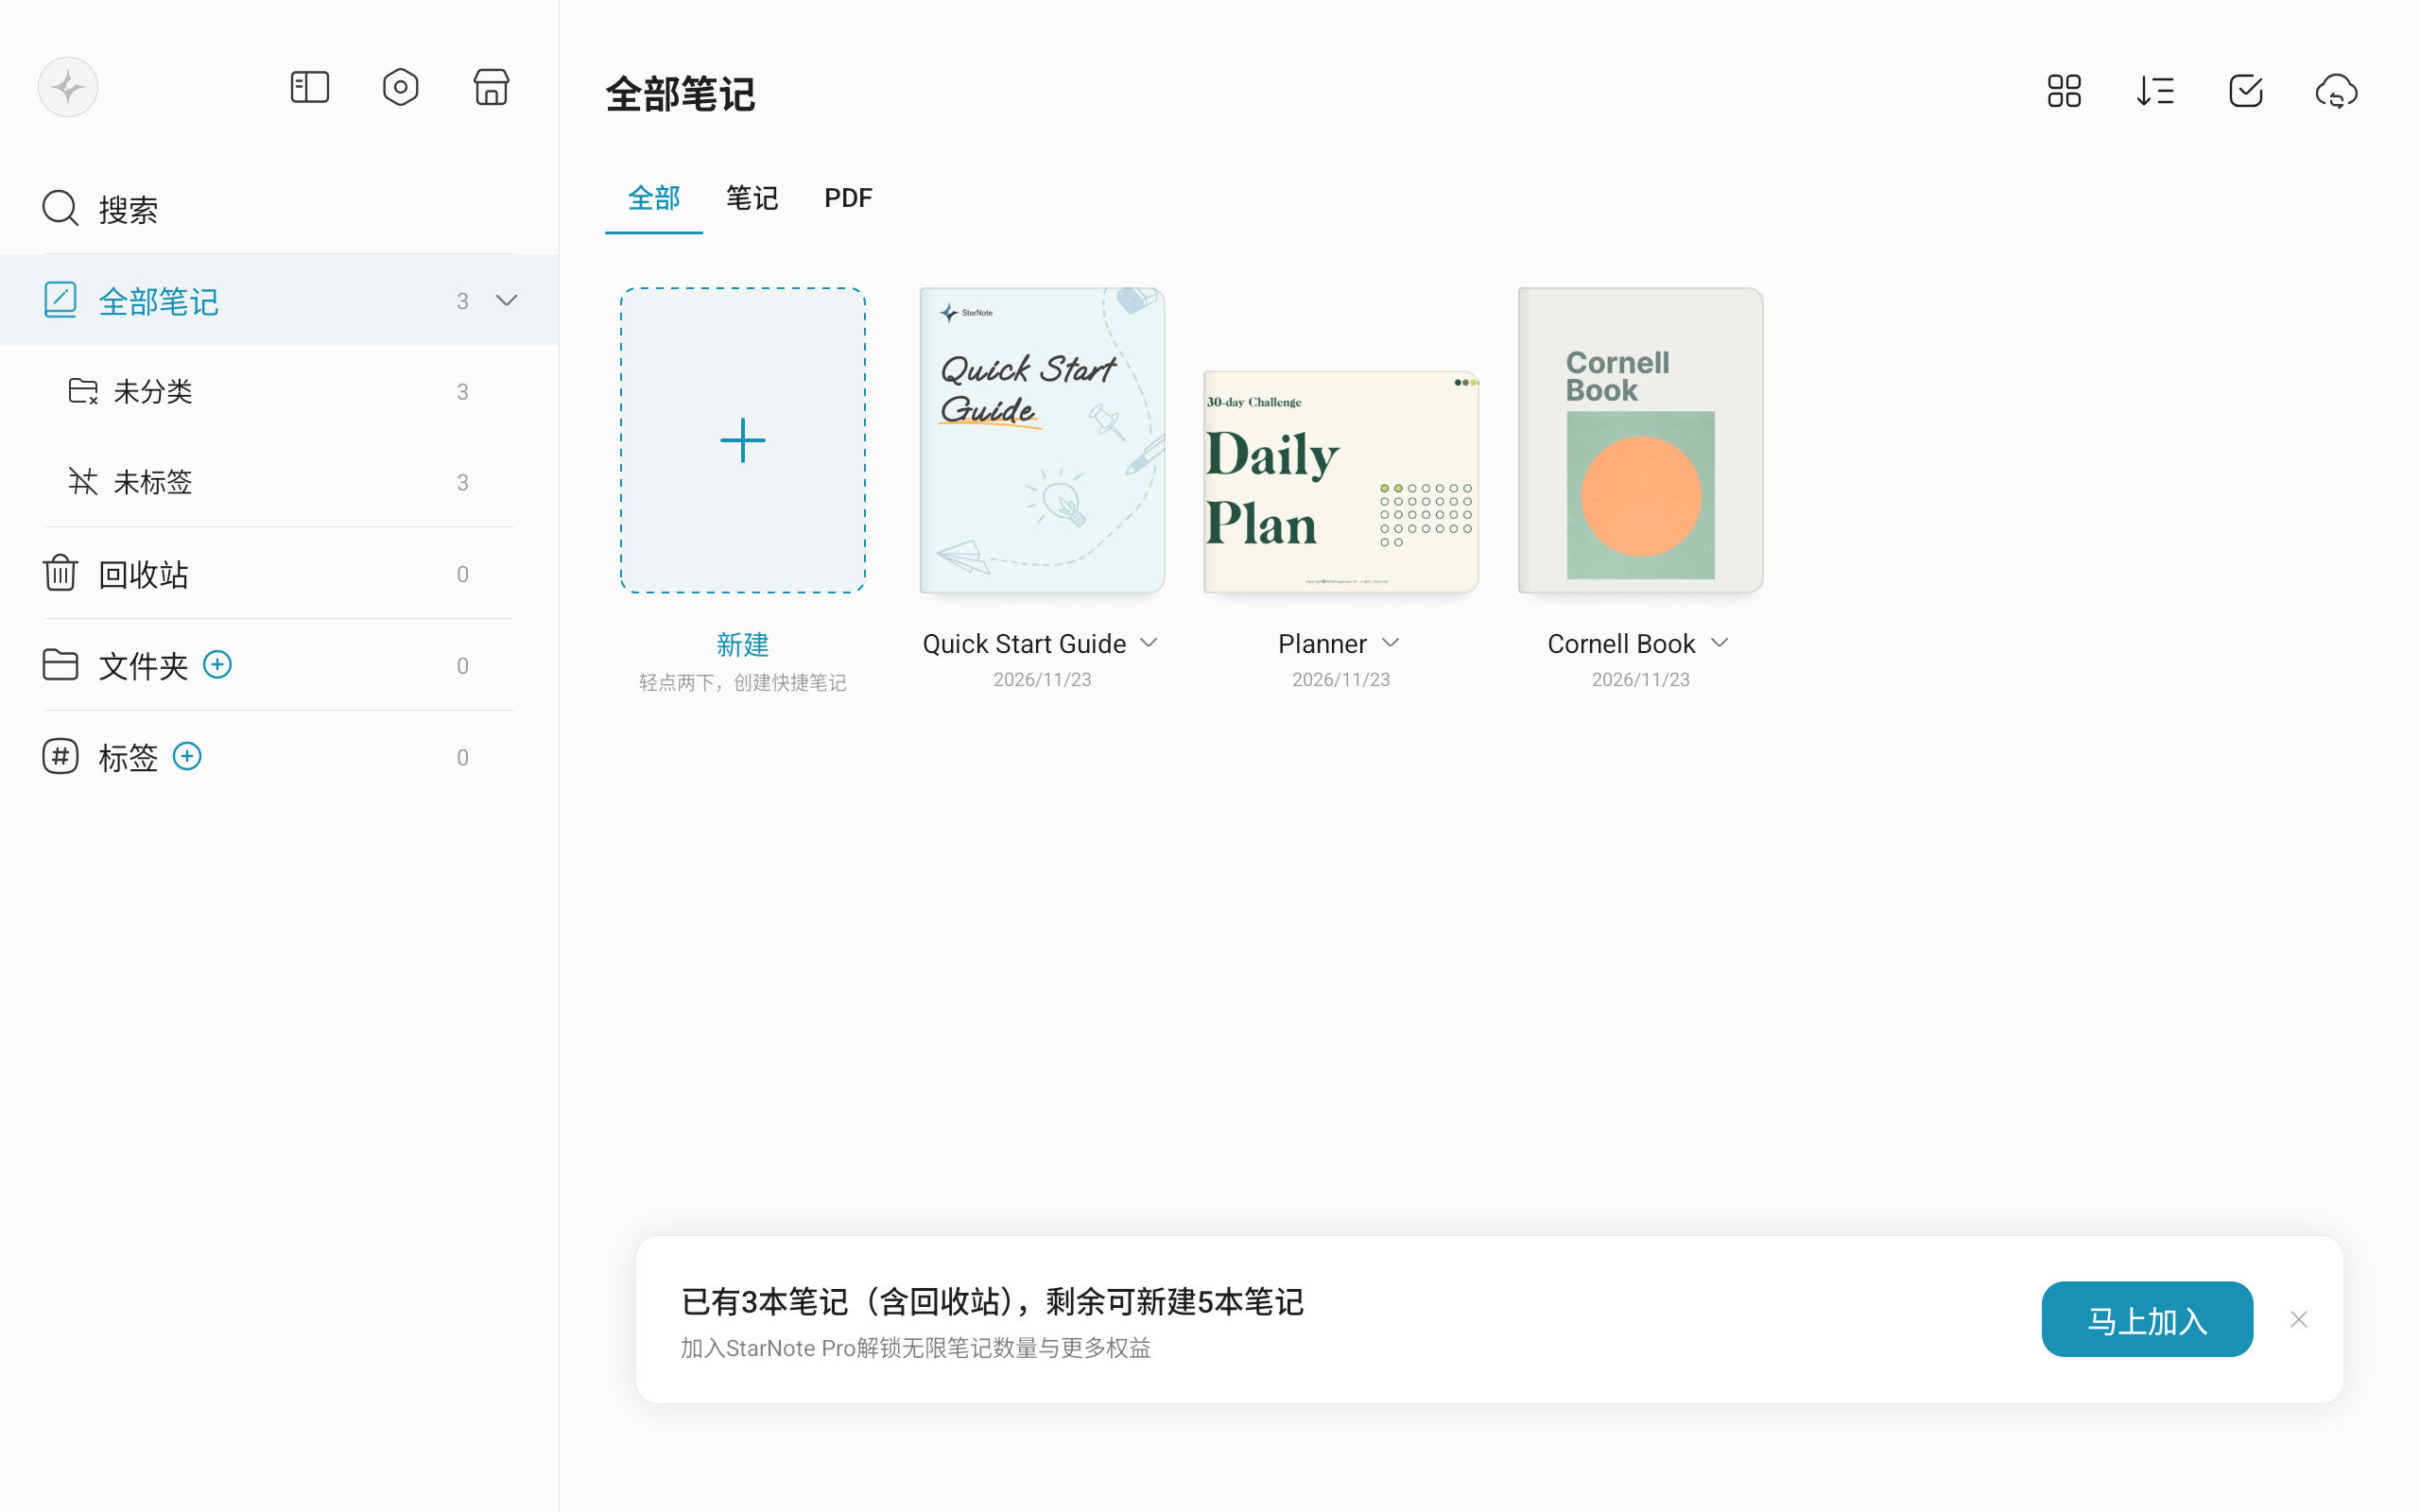 搜索
全部笔记 3
未分类 3
未标签 3
回收站 0
文件夹 0
标签 0
全部笔记
全部 笔记 PDF
StarNote
Quick Start
Guide
30-day Challenge
Daily
Plan
Cornell
Book
新建
轻点两下，创建快捷笔记
Quick Start Guide
2026/11/23
Planner
2026/11/23
Cornell Book
2026/11/23
已有3本笔记（含回收站），剩余可新建5本笔记
加入StarNote Pro解锁无限笔记数量与更多权益
马上加入